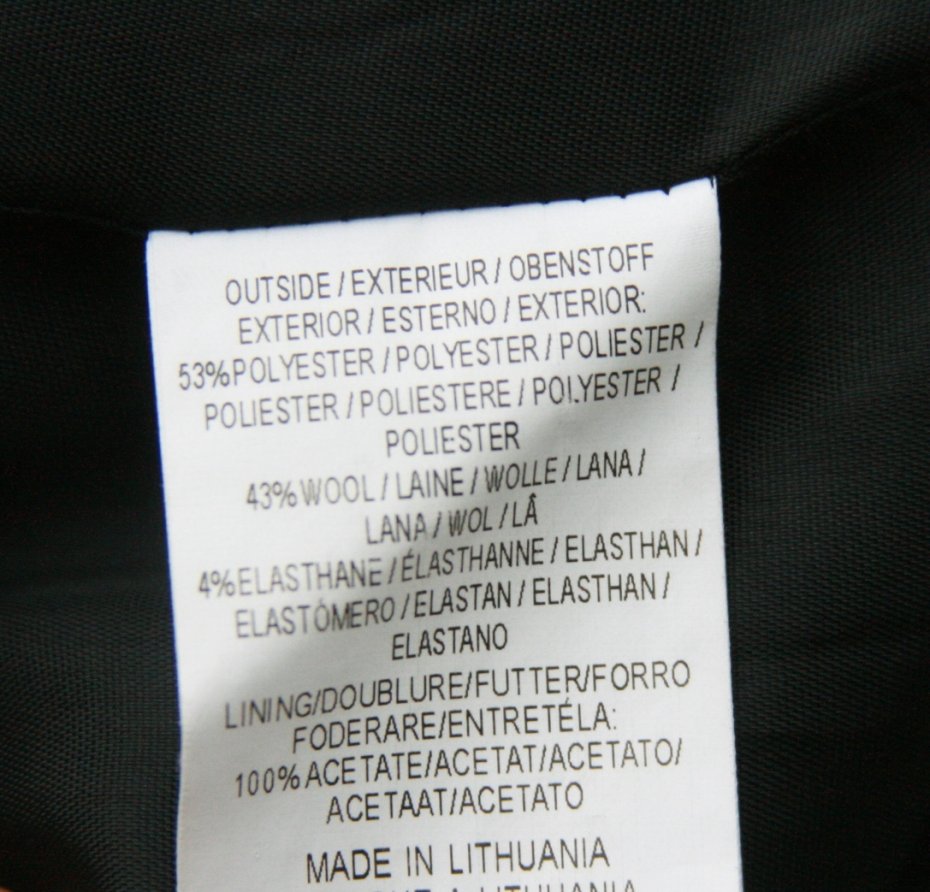 OUTSIDE / EXTERIEUR / OBENSTOFF
EXTERIOR / ESTERNO / EXTERIOR:
53%POLYESTER / POLYESTER / POLIESTER /
POLIESTER / POLIESTERE / POLYESTER /
POLIESTER
43%WOOL / LAINE / WOLLE / LANA /
LANA / WOL / LÂ
4%ELASTHANE / ÉLASTHANNE / ELASTHAN /
ELASTÓMERO / ELASTAN / ELASTHAN /
ELASTANO
LINING/DOUBLURE/FUTTER/FORRO
FODERARE/ENTRETÉLA:
100% ACETATE/ACETAT/ACETATO/
ACETAAT/ACETATO
MADE IN LITHUANIA